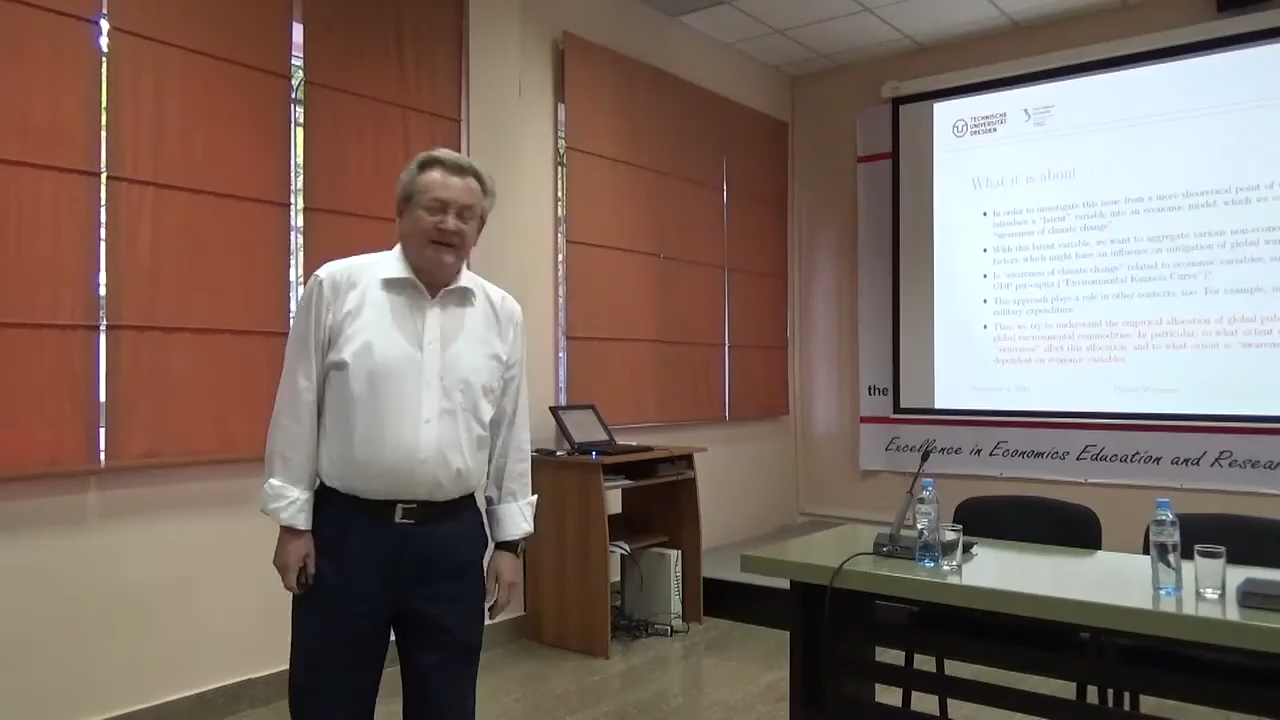 TECHNISCHE
UNIVERSITÄT
DRESDEN
What it is about ...
• In order to investigate this issue from a more theoretical point of
introduce a "latent" variable into an economic model, which we
"awareness of climate change"
• With this latent variable, we want to aggregate various non-econo
factors, which might have an influence on mitigation of global wa
• Is "awareness of climate change" related to economic variables,
GDP per-capita ("Environmental Kuznets Curve")?
• This approach plays a role in other contexts, too. For example,
military expenditure
• Thus, we try to understand the empirical allocation of global pub
global environmental commodities. In particular, to what extent
"awareness" affect this allocation, and to what extent is "awarene
dependent on economic variables
the
Excellence in Economics Education and Resear